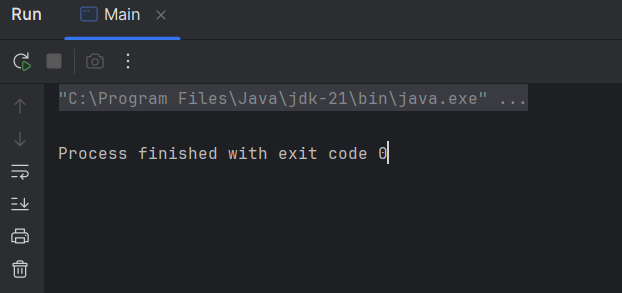 Run Main
"C:\Program Files\Java\jdk-21\bin\java.exe" ...
Process finished with exit code 0